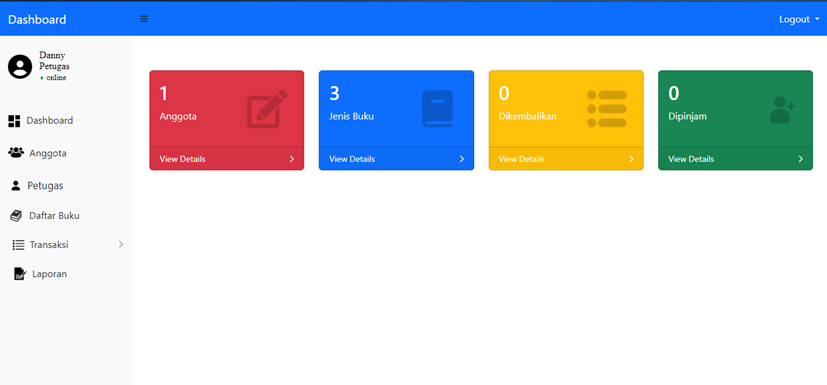 Dashboard
Logout
Danny
Petugas
online
Dashboard
Anggota
Petugas
Daftar Buku
Transaksi
Laporan
1
Anggota
View Details
3
Jenis Buku
View Details
0
Dikembalikan
View Details
0
Dipinjam
View Details